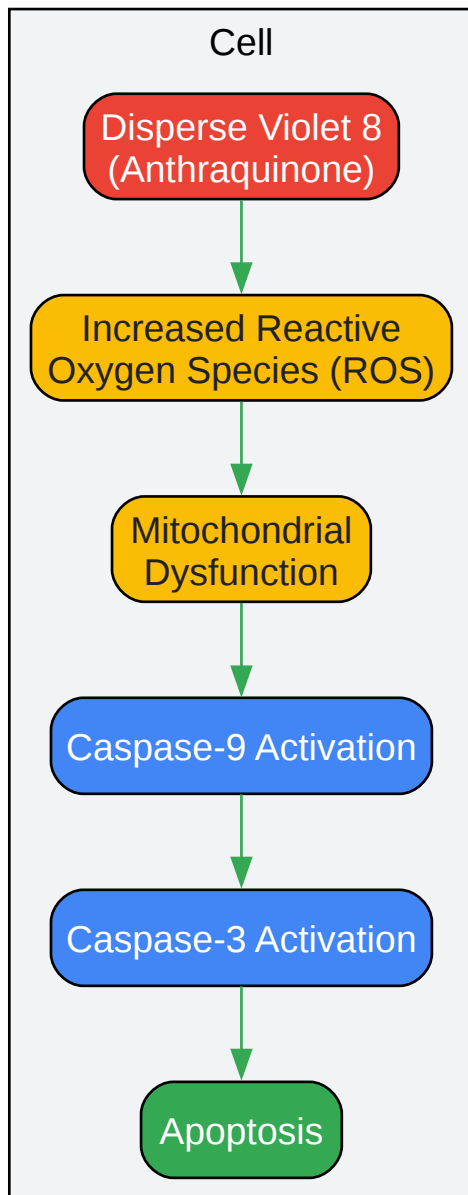 Cell
Disperse Violet 8
(Anthraquinone)
Increased Reactive
Oxygen Species (ROS)
Mitochondrial
Dysfunction
Caspase-9 Activation
Caspase-3 Activation
Apoptosis